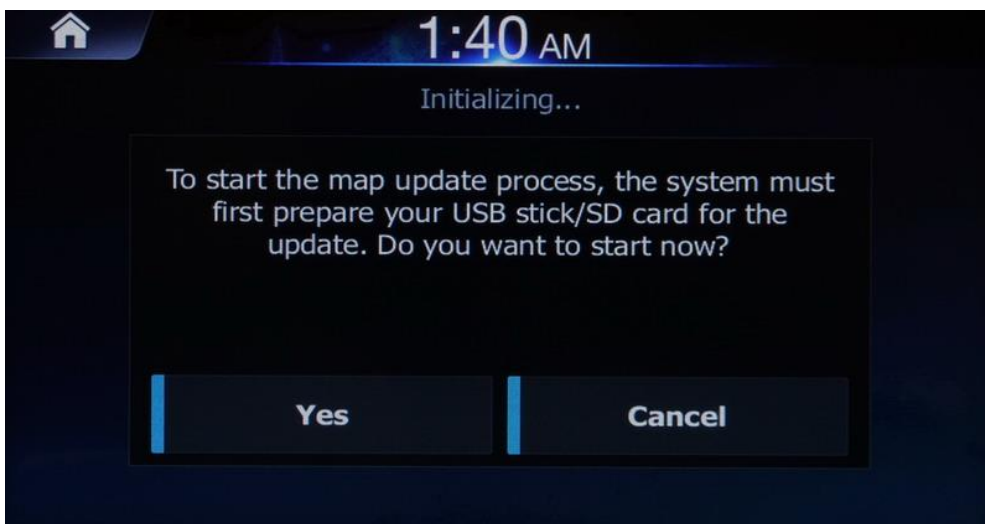 1:40 AM
Initializing...
To start the map update process, the system must
first prepare your USB stick/SD card for the
update. Do you want to start now?
Yes
Cancel